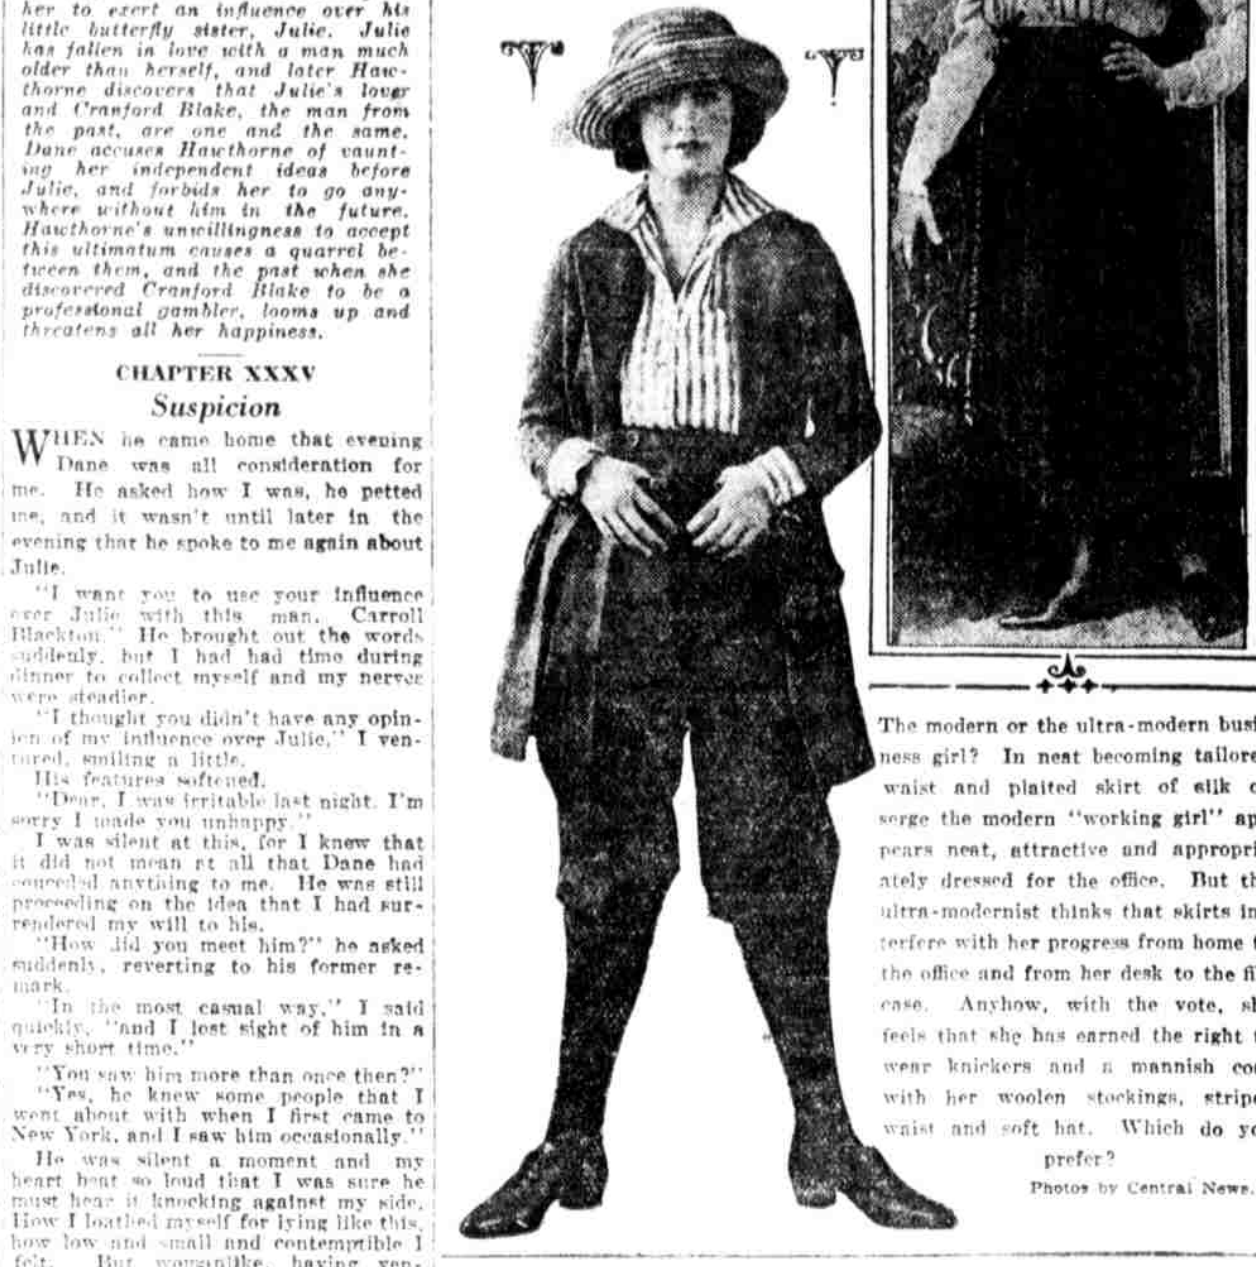 her to exert an influence over his
little butterfly sister, Julie. Julie
has fallen in love with a man much
older than herself, and later Haw-
thorne discovers that Julie's lover
and Cranford Blake, the man from
the past, are one and the same.
Dane accuses Hawthorne of vaunt-
ing her independent ideas before
Julie, and forbids her to go any-
where without him in the future.
Hawthorne's unwillingness to accept
this ultimatum causes a quarrel be-
tween them, and the past when she
discovered Cranford Blake to be a
professional gambler, looms up and
threatens all her happiness.
CHAPTER XXXV
Suspicion
WHEN he came home that evening
Dane was all consideration for
me. He asked how I was, he petted
me, and it wasn't until later in the
evening that he spoke to me again about
Julie.
"I want you to use your influence
over Julie with this man, Carroll
Blackton." He brought out the words
suddenly, but I had had time during
dinner to collect myself and my nerves
were steadier.
"I thought you didn't have any opin-
ion of my influence over Julie," I ven-
tured, smiling a little.
His features softened.
"Dear, I was irritable last night. I'm
sorry I made you unhappy."
I was silent at this, for I knew that
it did not mean at all that Dane had
conceded anything to me. He was still
proceeding on the idea that I had sur-
rendered my will to his.
"How did you meet him?" he asked
suddenly, reverting to his former re-
mark.
"In the most casual way," I said
quickly, "and I lost sight of him in a
very short time."
"You saw him more than once then?"
"Yes, he knew some people that I
went about with when I first came to
New York, and I saw him occasionally."
He was silent a moment and my
heart beat so loud that I was sure he
must hear it knocking against my side.
How I loathed myself for lying like this,
how low and small and contemptible I
felt. But womanlike, having ven-
The modern or the ultra-modern busi
ness girl? In neat becoming tailore
waist and plaited skirt of silk o
serge the modern "working girl" ap
pears neat, attractive and appropri
ately dressed for the office. But th
ultra-modernist thinks that skirts in
terfere with her progress from home t
the office and from her desk to the fi
case. Anyhow, with the vote, sh
feels that she has earned the right t
wear knickers and a mannish coa
with her woolen stockings, stripe
waist and soft hat. Which do yo
prefer?
Photos by Central News.